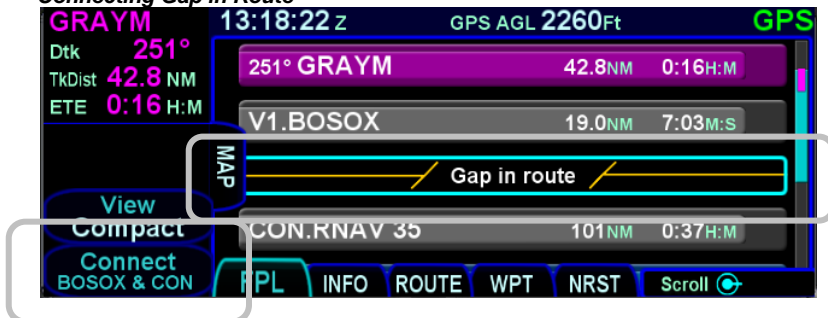 Connecting Gap in Route
GRAYM 13:18:22 Z GPS AGL 2260Ft GPS
Dtk 251°
TkDist 42.8 NM
ETE 0:16 H:M
251° GRAYM 42.8NM 0:16H:M
V1.BOSOX 19.0NM 7:03M:S
MAP
Gap in route
View
Compact
CON.RNAV 35 101NM 0:37H:M
Connect
BOSOX & CON
FPL INFO ROUTE WPT NRST Scroll